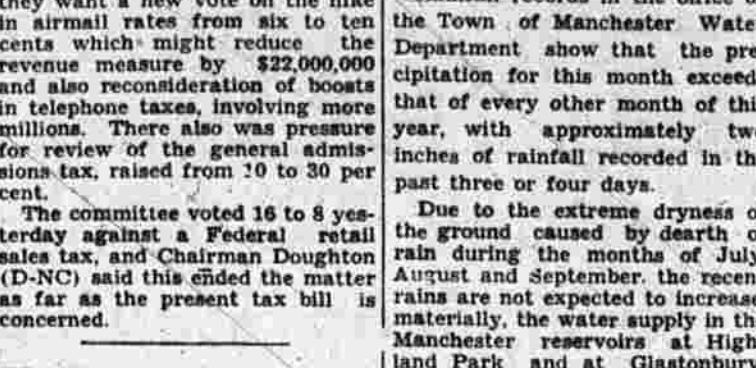 they want a new vote on the hike
in airmail rates from six to ten
cents which might reduce the
revenue measure by $22,000,000
and also reconsideration of boosts
in telephone taxes, involving more
millions. There also was pressure
for review of the general admis-
sions tax, raised from 10 to 30 per
cent.
The committee voted 16 to 8 yes-
terday against a Federal retail
sales tax, and Chairman Doughton
(D-NC) said this ended the matter
as far as the present tax bill is
concerned.
records in the office of
the Town of Manchester Wate
Department show that the pre
cipitation for this month exceed
that of every other month of the
year, with approximately tw
inches of rainfall recorded in th
past three or four days.
Due to the extreme dryness o
the ground caused by dearth o
rain during the months of July
August and September, the recen
rains are not expected to increas
materially, the water supply in th
Manchester reservoirs at High
land Park and at Glastonbury